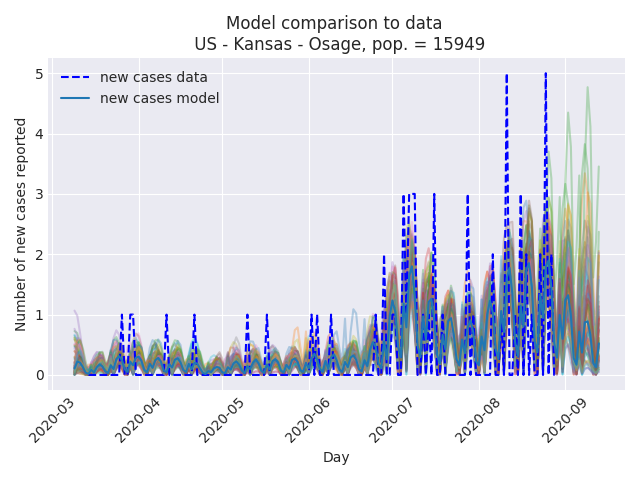 Model comparison to data
US - Kansas - Osage, pop. = 15949
new cases data
new cases model
Number of new cases reported
5
4
3
2
1
0
2020-03
2020-04
2020-05
2020-06
2020-07
2020-08
2020-09
Day